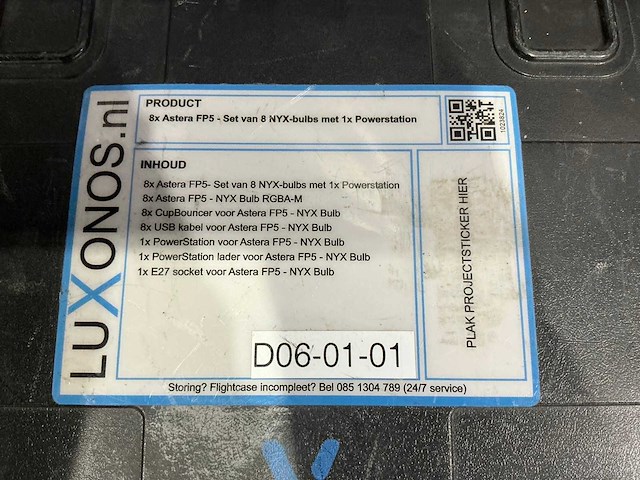 LUXONOS.nl
PRODUCT
8x Astera FP5 - Set van 8 NYX-bulbs met 1x Powerstation
1023824
INHOUD
8x Astera FP5- Set van 8 NYX-bulbs met 1x Powerstation
8x Astera FP5 - NYX Bulb RGBA-M
8x CupBouncer voor Astera FP5 - NYX Bulb
8x USB kabel voor Astera FP5 - NYX Bulb
1x PowerStation voor Astera FP5 - NYX Bulb
1x PowerStation lader voor Astera FP5 - NYX Bulb
1x E27 socket voor Astera FP5 - NYX Bulb
PLAK PROJECTSTICKER HIER
D06-01-01
Storing? Flightcase incompleet? Bel 085 1304 789 (24/7 service)